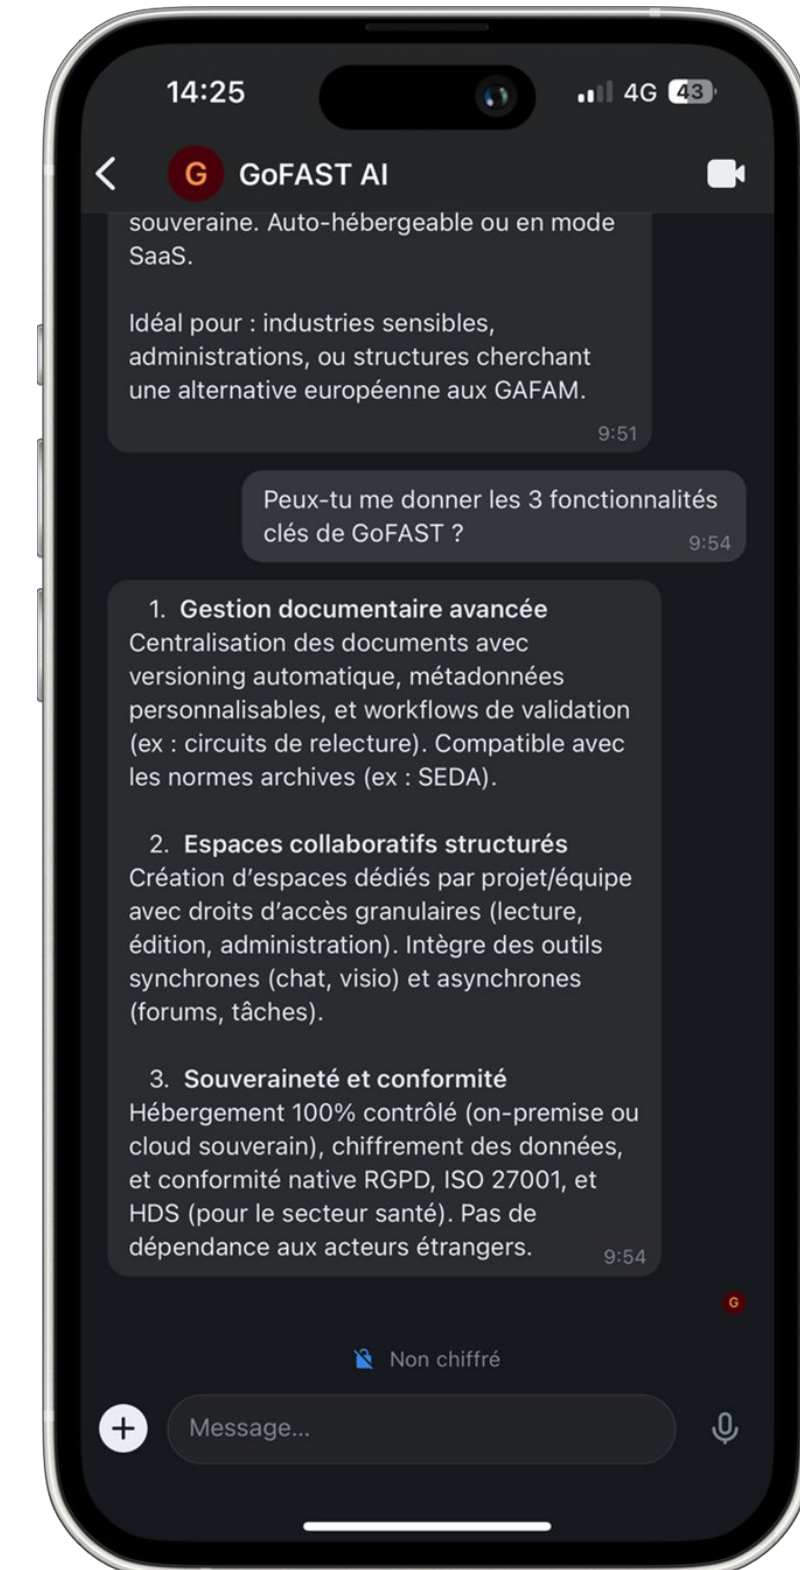 14:25
4G 43
G GoFAST AI
souveraine. Auto-hébergeable ou en mode
SaaS.
Idéal pour : industries sensibles,
administrations, ou structures cherchant
une alternative européenne aux GAFAM.
9:51
Peux-tu me donner les 3 fonctionnalités
clés de GoFAST ?
9:54
1. Gestion documentaire avancée
Centralisation des documents avec
versioning automatique, métadonnées
personnalisables, et workflows de validation
(ex : circuits de relecture). Compatible avec
les normes archives (ex : SEDA).
2. Espaces collaboratifs structurés
Création d’espaces dédiés par projet/équipe
avec droits d’accès granulaires (lecture,
édition, administration). Intègre des outils
synchrones (chat, visio) et asynchrones
(forums, tâches).
3. Souveraineté et conformité
Hébergement 100% contrôlé (on-premise ou
cloud souverain), chiffrement des données,
et conformité native RGPD, ISO 27001, et
HDS (pour le secteur santé). Pas de
dépendance aux acteurs étrangers.
9:54
G
Non chiffré
Message...